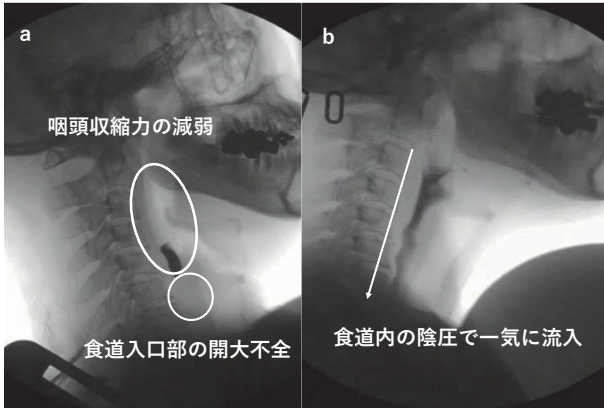 a
咽頭収縮力の減弱
食道入口部の開大不全
b
食道内の陰圧で一気に流入